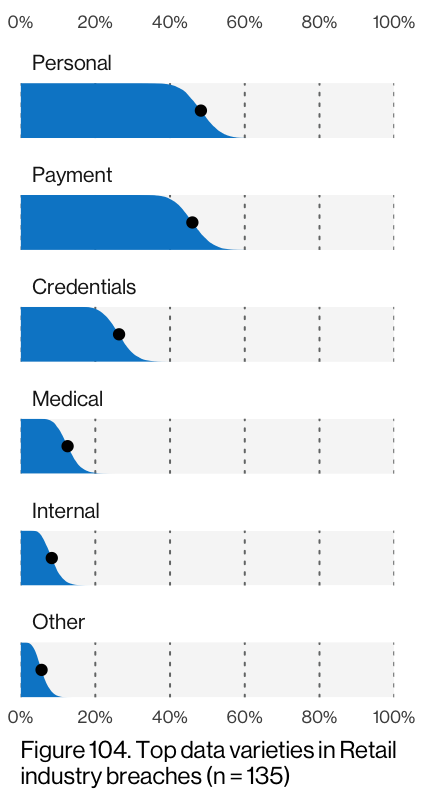 0% 20% 40% 60% 80% 100%
Personal
Payment
Credentials
Medical
Internal
Other
0% 20% 40% 60% 80% 100%
Figure 104. Top data varieties in Retail
industry breaches (n = 135)